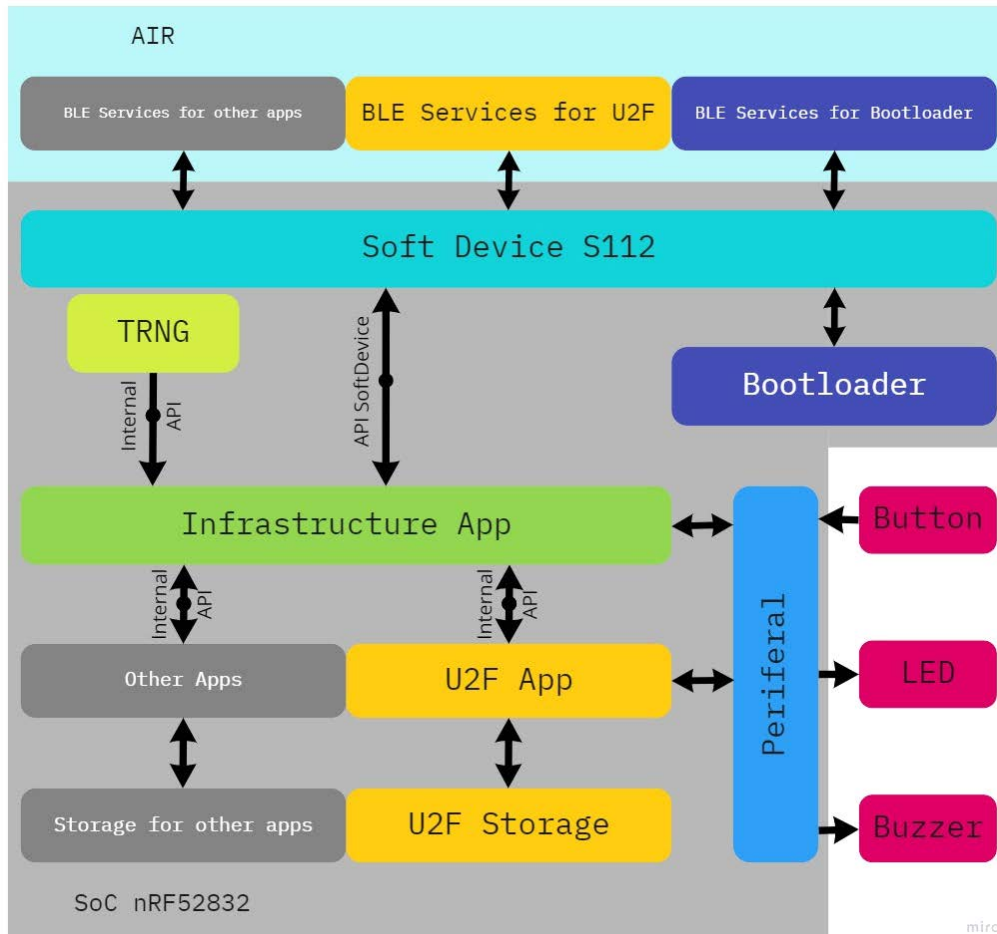 AIR
BLE Services for other apps
BLE Services for U2F
BLE Services for Bootloader
Soft Device S112
TRNG
Internal
API
API SoftDevice
Bootloader
Infrastructure App
Button
Internal
API
Internal
API
Periferal
Other Apps
U2F App
LED
Storage for other apps
U2F Storage
Buzzer
SoC nRF52832
miro